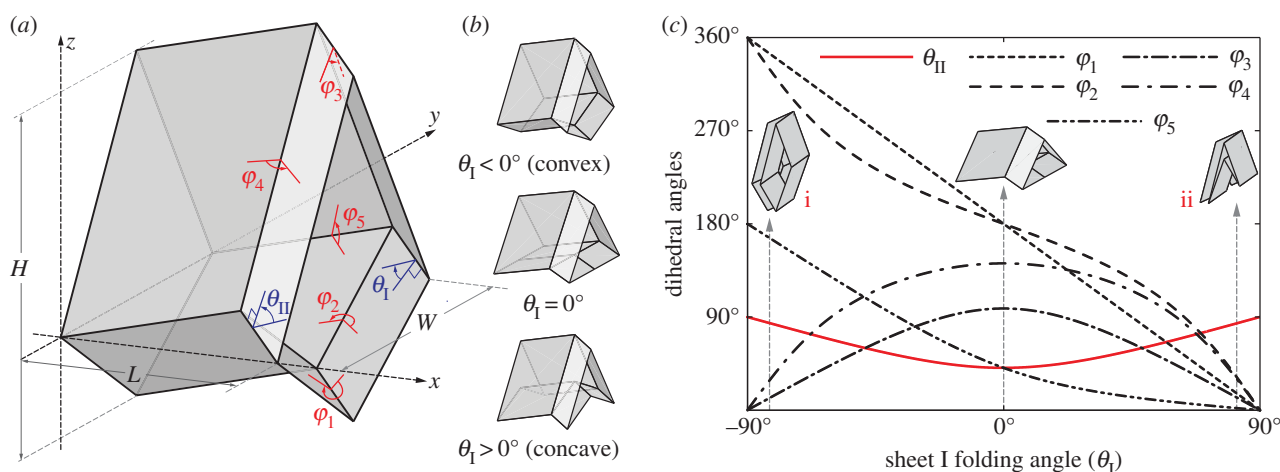 (a)
z
φ3
y
φ4
φ5
H
θII
θI
φ2
W
L
x
φ1
(b)
θI < 0° (convex)
θI = 0°
θI > 0° (concave)
(c)
360°
270°
180°
90°
0
dihedral angles
θII φ1 φ3
φ2 φ4
φ5
i
ii
−90° 0° 90°
sheet I folding angle (θI)